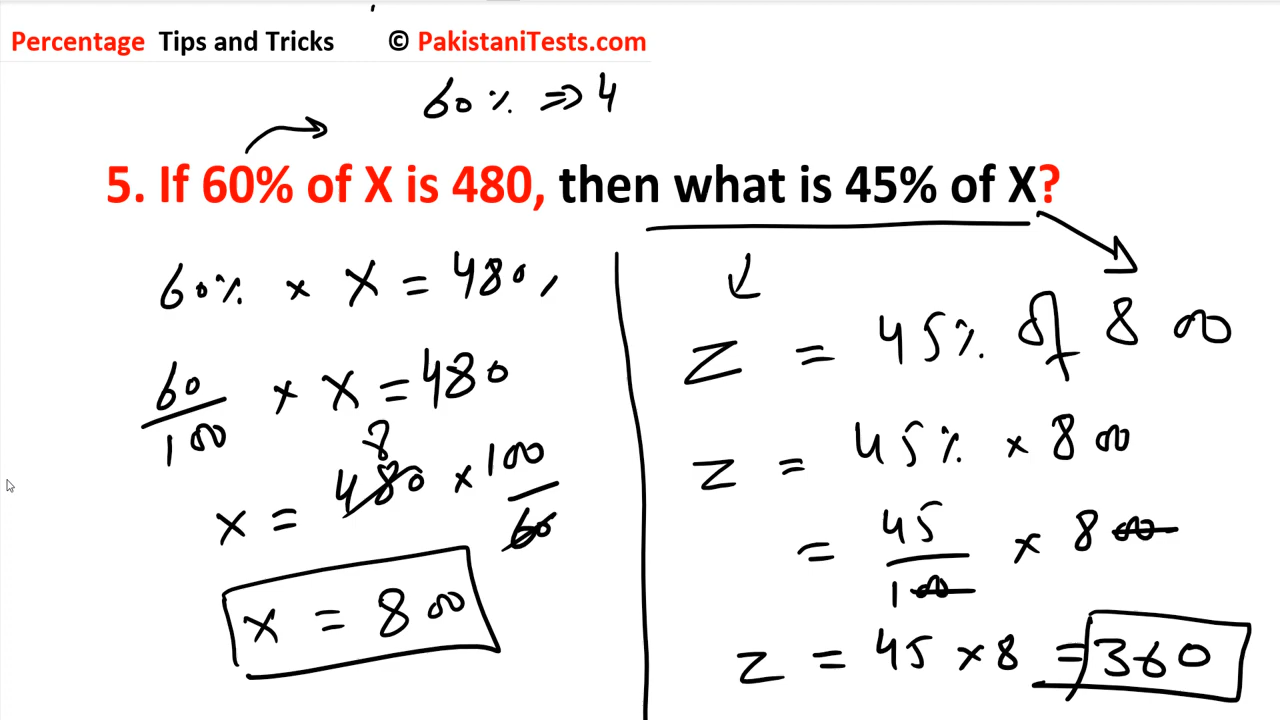 Percentage Tips and Tricks © PakistaniTests.com
60% => 4
5. If 60% of X is 480, then what is 45% of X?
60% × X = 480,
60/100 × X = 480
8
x = 480 × 100/60
x = 800
Z = 45% of 800
Z = 45% × 800
= 45/100 × 800
Z = 45 × 8 = 360